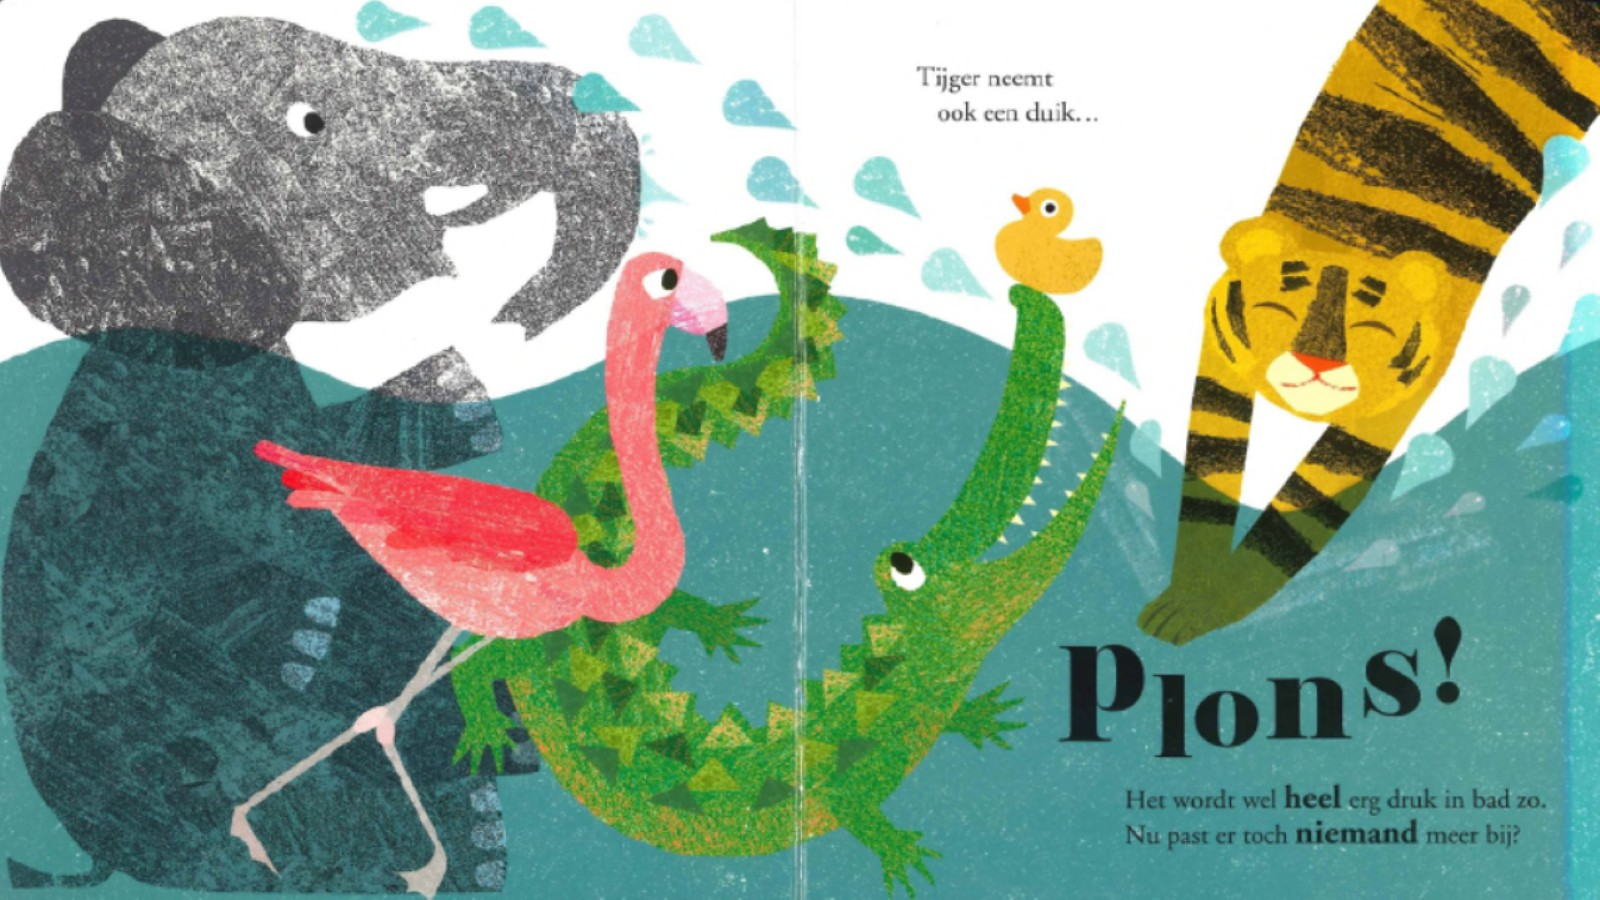 Tijger neemt
ook een duik...
Plons!
Het wordt wel heel erg druk in bad zo.
Nu past er toch niemand meer bij?